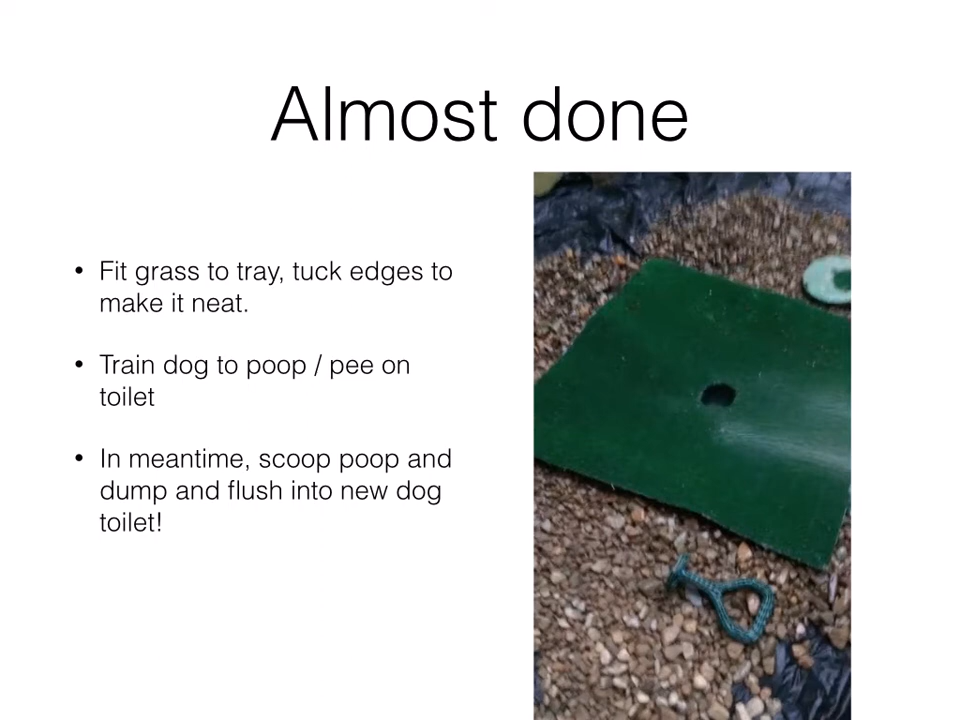 Almost done
• Fit grass to tray, tuck edges to
make it neat.
• Train dog to poop / pee on
toilet
• In meantime, scoop poop and
dump and flush into new dog
toilet!